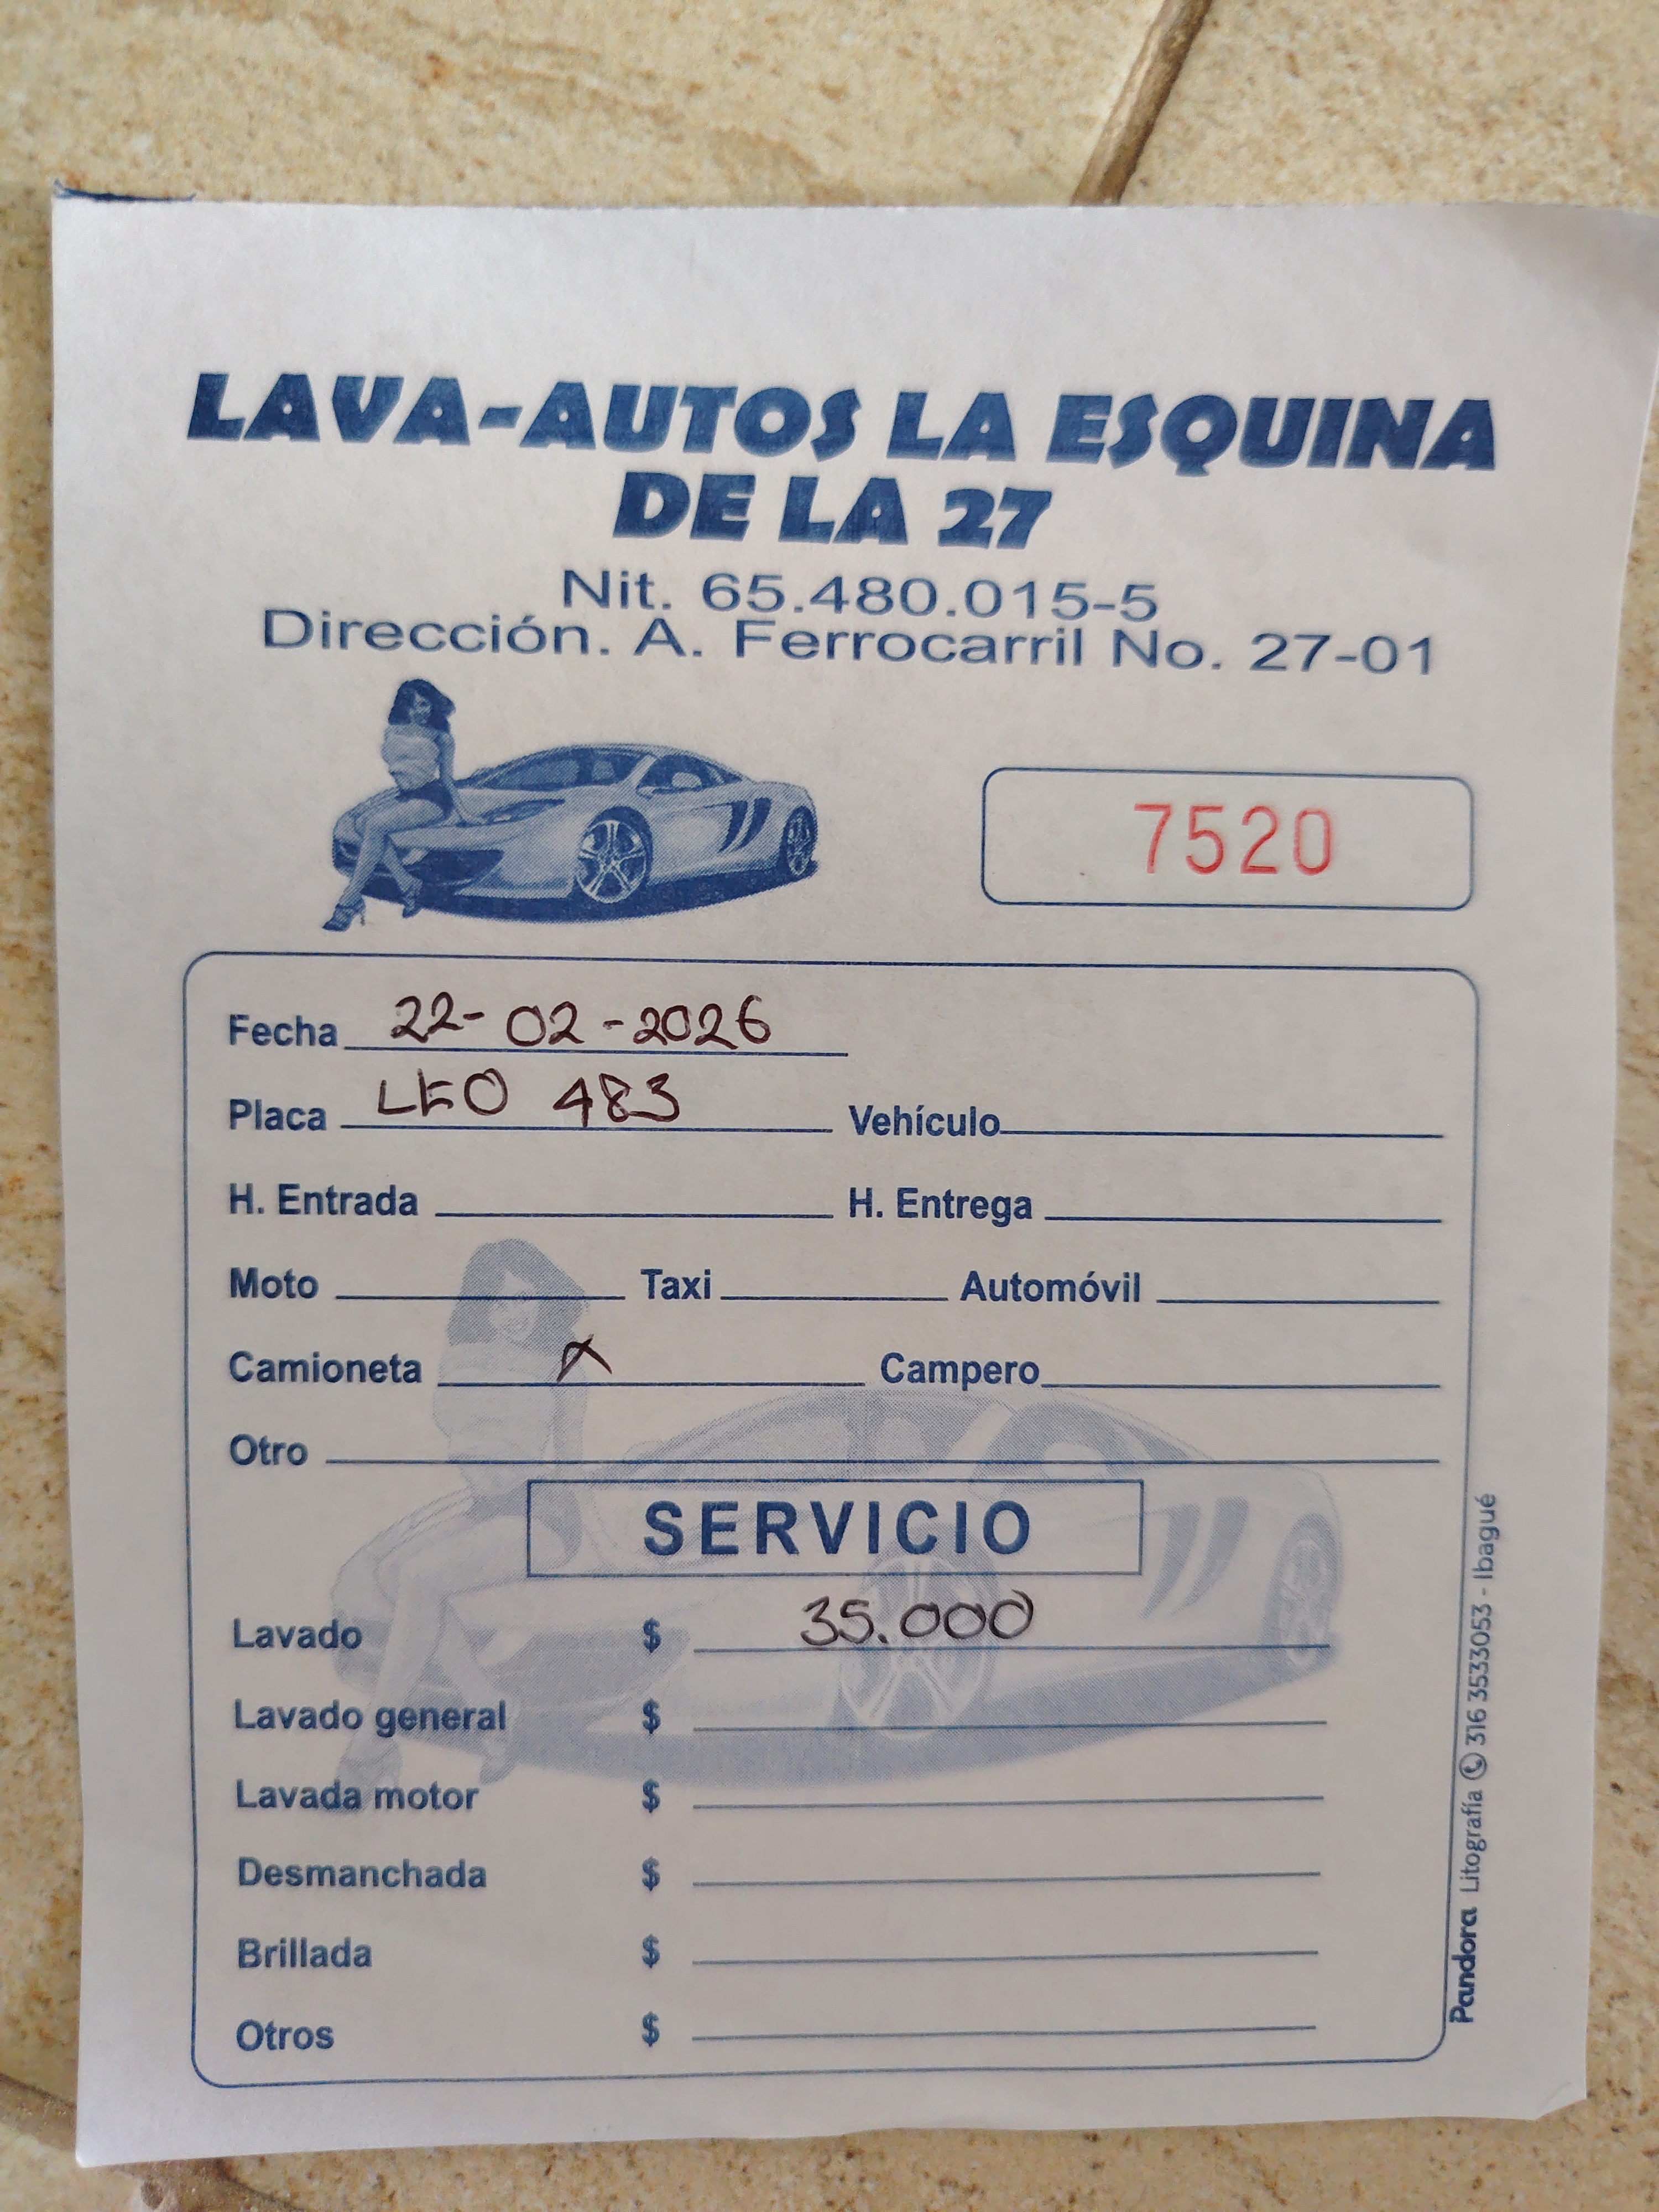 LAVA-AUTOS LA ESQUINA
DE LA 27
Nit. 65.480.015-5
Dirección. A. Ferrocarril No. 27-01
7520
Fecha 22-02-2026
Placa LEO 483 Vehículo
H. Entrada H. Entrega
Moto Taxi Automóvil
Camioneta X Campero
Otro
SERVICIO
Lavado $ 35.000
Lavado general $
Lavada motor $
Desmanchada $
Brillada $
Otros $
Pandora Litografía 316 3533053 - Ibagué